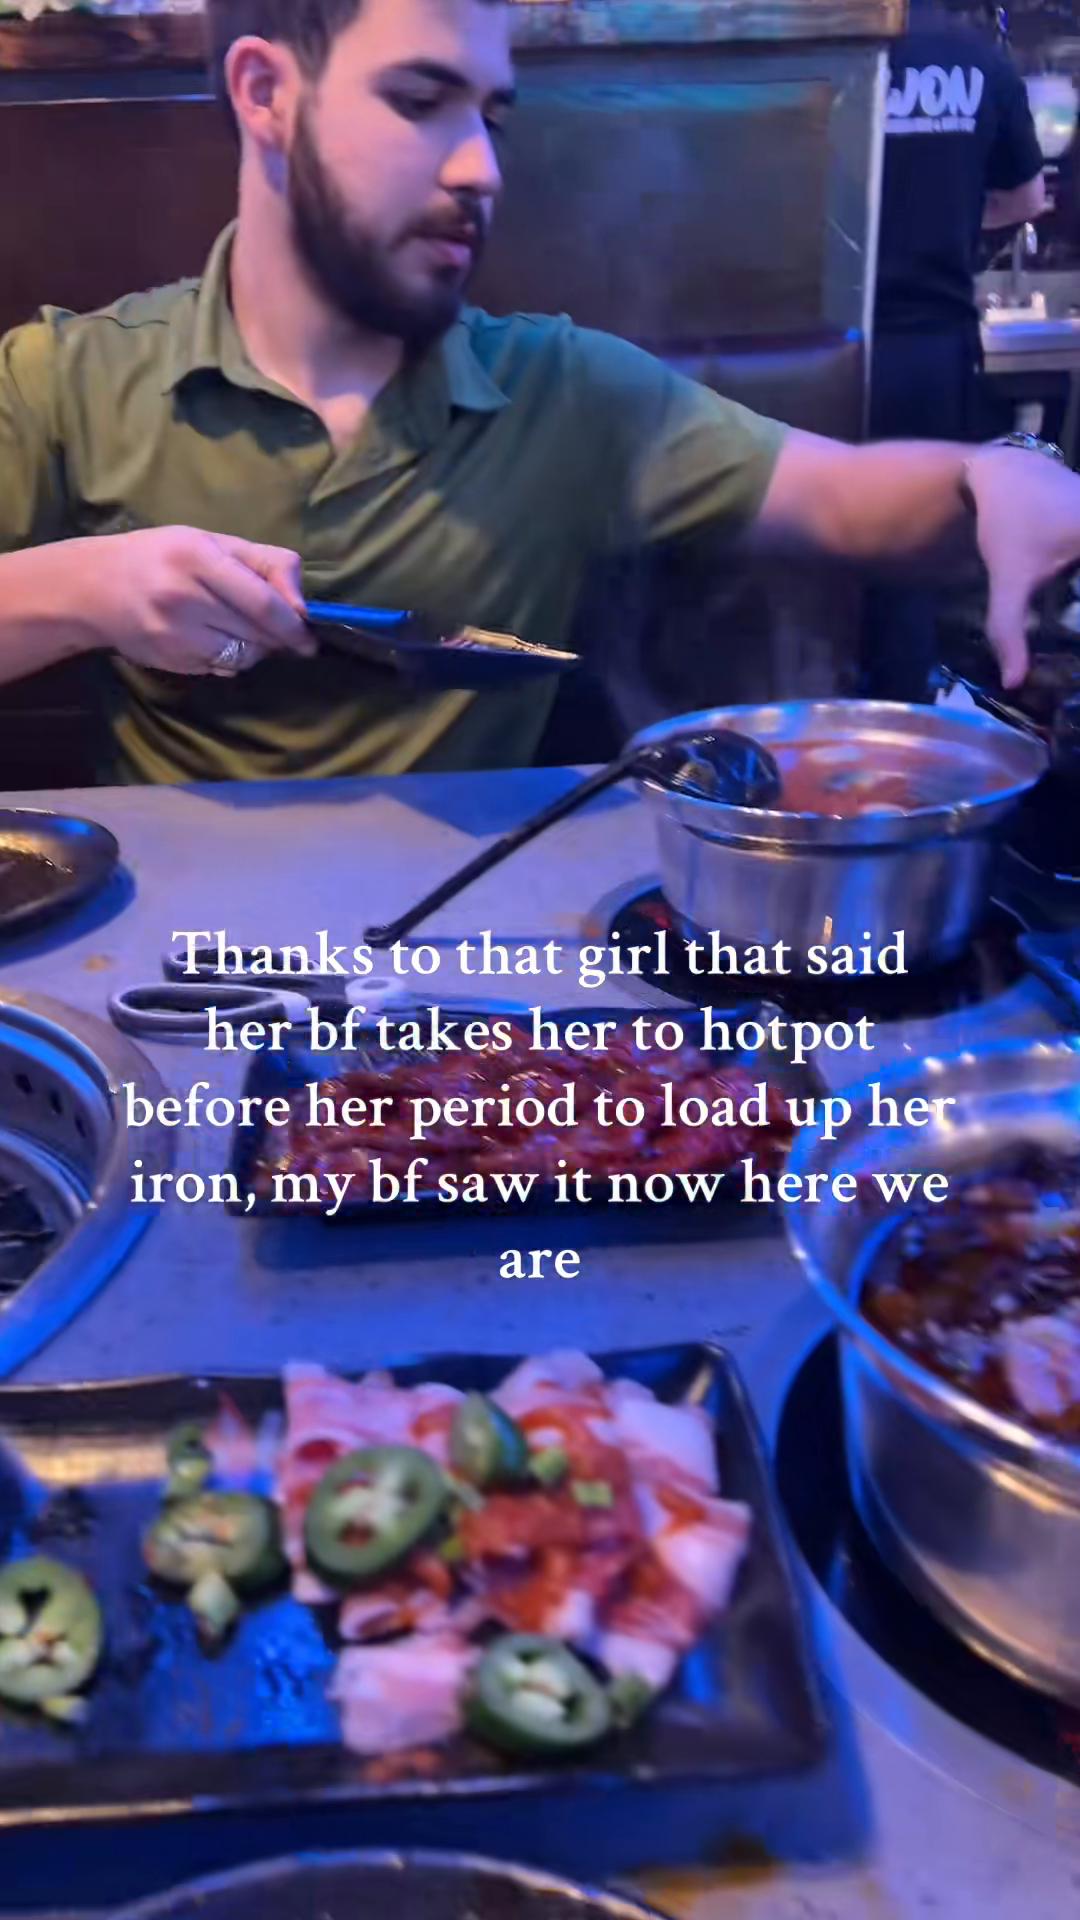 WON
Thanks to that girl that said
her bf takes her to hotpot
before her period to load up her
iron, my bf saw it now here we
are